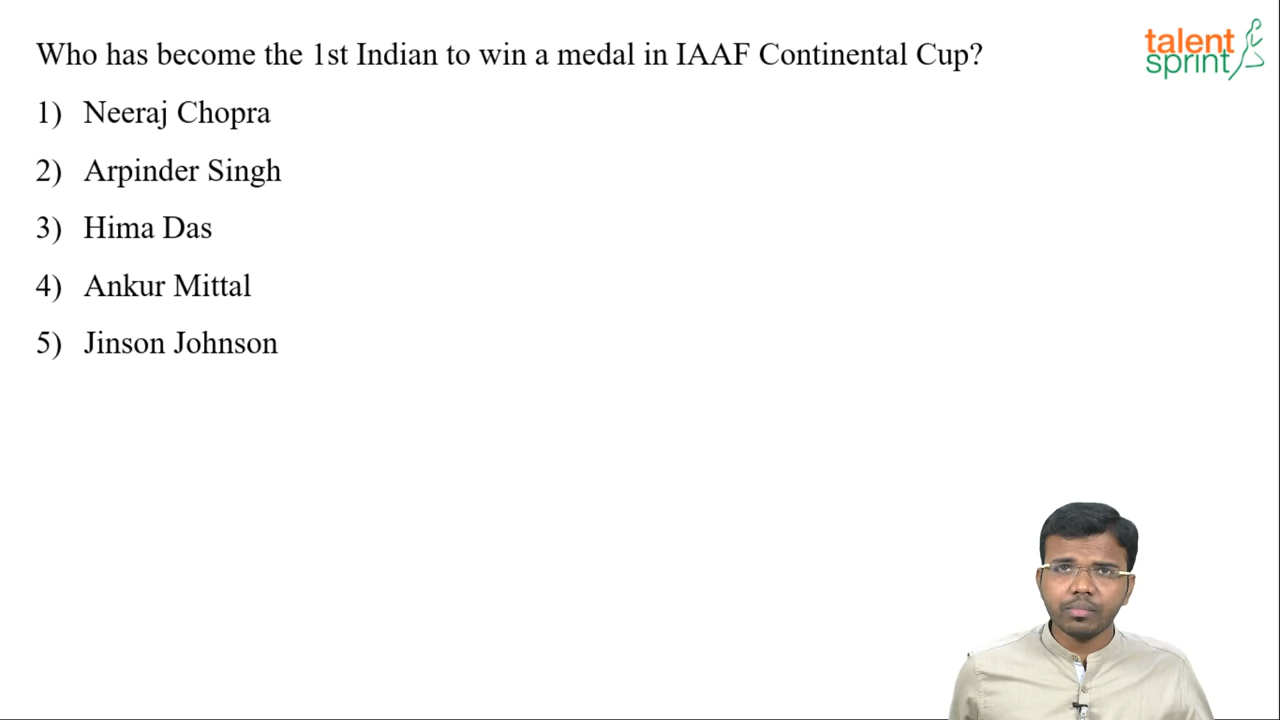 Who has become the 1st Indian to win a medal in IAAF Continental Cup?
talent
sprint
1) Neeraj Chopra
2) Arpinder Singh
3) Hima Das
4) Ankur Mittal
5) Jinson Johnson